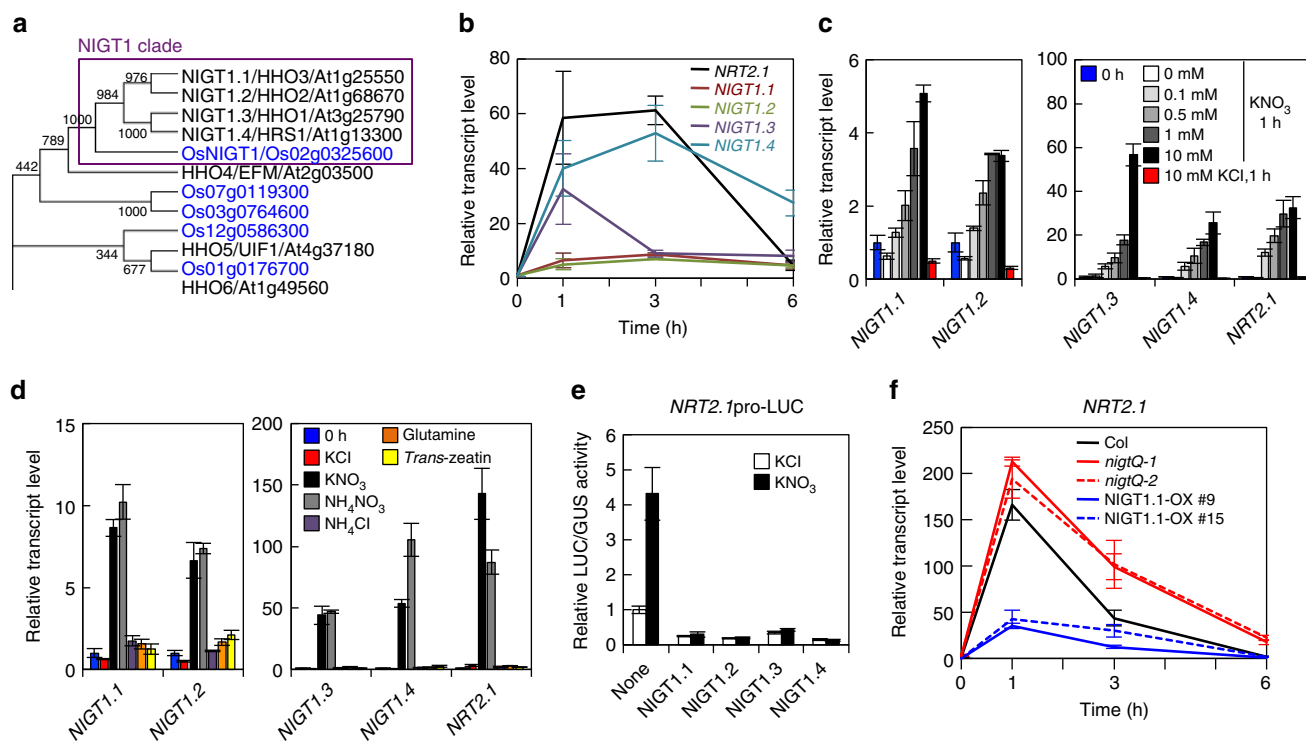 a
NIGT1 clade
976
984
1000
1000
789
442
1000
344
677
NIGT1.1/HHO3/At1g25550
NIGT1.2/HHO2/At1g68670
NIGT1.3/HHO1/At3g25790
NIGT1.4/HRS1/At1g13300
OsNIGT1/Os02g0325600
HHO4/EFM/At2g03500
Os07g0119300
Os03g0764600
Os12g0586300
HHO5/UIF1/At4g37180
Os01g0176700
HHO6/At1g49560
b
Relative transcript level
80
60
40
20
0
0 1 3 6
Time (h)
NRT2.1
NIGT1.1
NIGT1.2
NIGT1.3
NIGT1.4
c
Relative transcript level
6
4
2
0
NIGT1.1 NIGT1.2
100
80
60
40
20
0
NIGT1.3 NIGT1.4 NRT2.1
0 h
0 mM
0.1 mM
0.5 mM
1 mM
10 mM
10 mM KCl,1 h
KNO3
1 h
d
Relative transcript level
15
10
5
0
NIGT1.1 NIGT1.2
200
150
100
50
0
NIGT1.3 NIGT1.4 NRT2.1
0 h
KCl
KNO3
NH4NO3
NH4Cl
Glutamine
Trans-zeatin
e
NRT2.1pro-LUC
Relative LUC/GUS activity
6
5
4
3
2
1
0
None NIGT1.1 NIGT1.2 NIGT1.3 NIGT1.4
KCl
KNO3
f
NRT2.1
Relative transcript level
250
200
150
100
50
0
0 1 3 6
Time (h)
Col
nigtQ-1
nigtQ-2
NIGT1.1-OX #9
NIGT1.1-OX #15